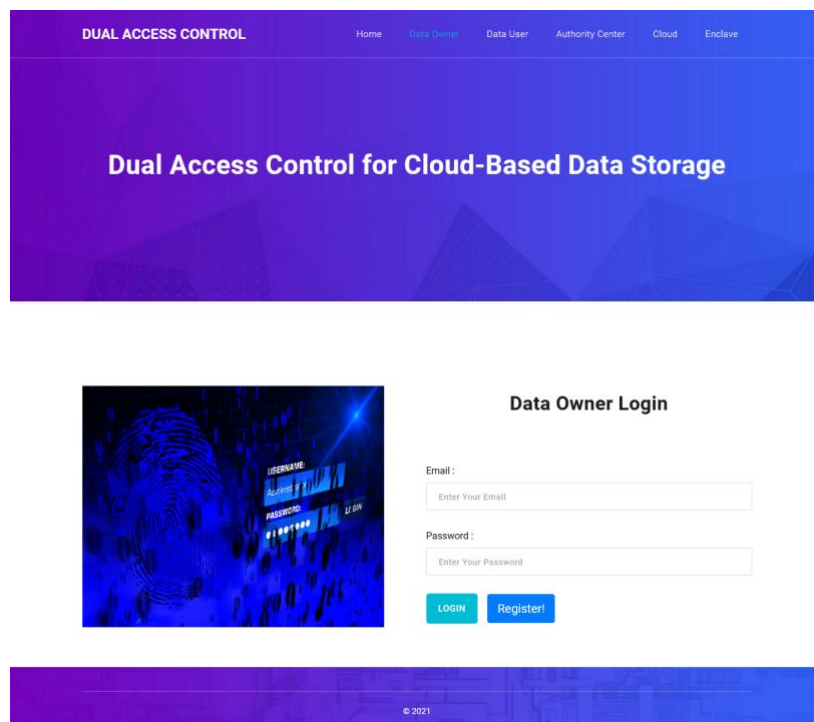 DUAL ACCESS CONTROL Home Data Owner Data User Authority Center Cloud Enclave
Dual Access Control for Cloud-Based Data Storage
Data Owner Login
USERNAME:
PASSWORD:
Email :
Enter Your Email
Password :
Enter Your Password
LOGIN Register!
© 2021